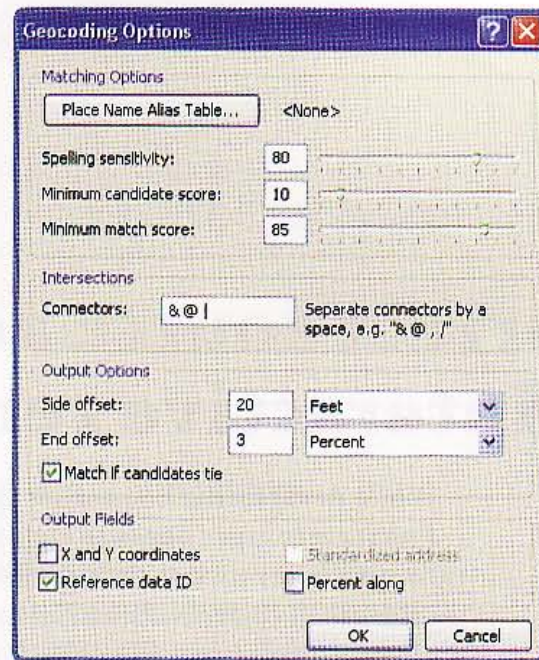 Geocoding Options
Matching Options
Place Name Alias Table... <None>
Spelling sensitivity: 80
Minimum candidate score: 10
Minimum match score: 85
Intersections
Connectors: & @ | Separate connectors by a
space, e.g. "& @ , /"
Output Options
Side offset: 20 Feet
End offset: 3 Percent
Match if candidates tie
Output Fields
X and Y coordinates Standardized address
Reference data ID Percent along
OK Cancel